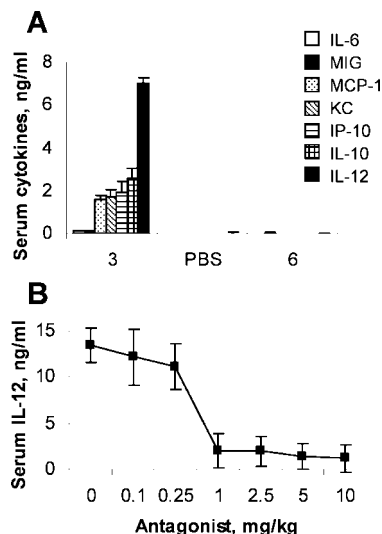 A
Serum cytokines, ng/ml
8
6
4
2
0
3 PBS 6
IL-6
MIG
MCP-1
KC
IP-10
IL-10
IL-12
B
Serum IL-12, ng/ml
15
10
5
0
0 0.1 0.25 1 2.5 5 10
Antagonist, mg/kg